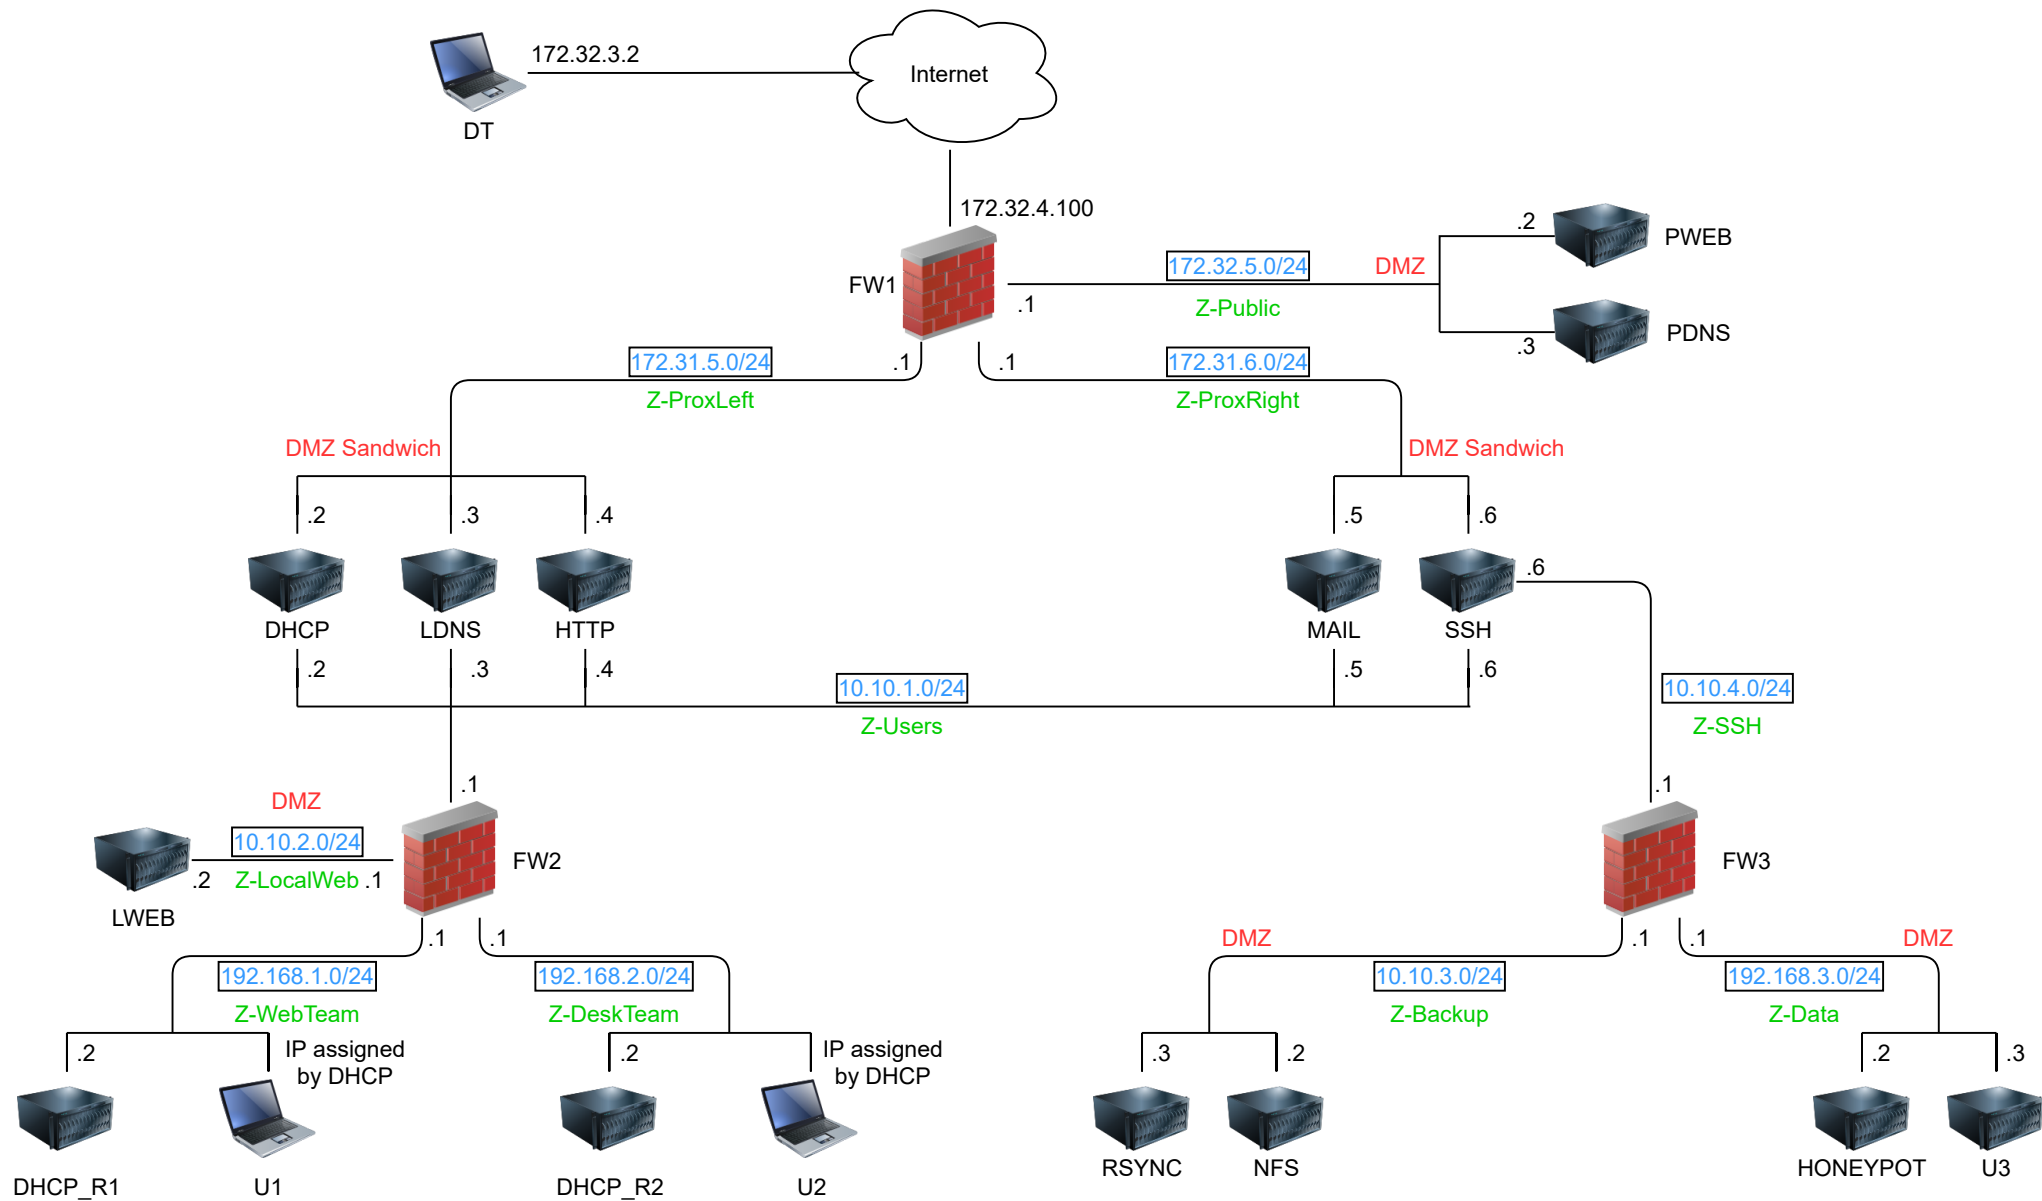 172.32.3.2
Internet
DT
172.32.4.100
.2
PWEB
172.32.5.0/24
DMZ
FW1
.1
Z-Public
PDNS
.3
172.31.5.0/24
.1
.1
172.31.6.0/24
Z-ProxLeft
Z-ProxRight
DMZ Sandwich
DMZ Sandwich
.2
.3
.4
.5
.6
.6
DHCP
LDNS
HTTP
MAIL
SSH
.2
.3
.4
.5
.6
10.10.1.0/24
10.10.4.0/24
Z-Users
Z-SSH
.1
.1
DMZ
10.10.2.0/24
FW2
FW3
.2
Z-LocalWeb
.1
LWEB
.1
.1
DMZ
.1
.1
DMZ
192.168.1.0/24
192.168.2.0/24
10.10.3.0/24
192.168.3.0/24
Z-WebTeam
Z-DeskTeam
Z-Backup
Z-Data
.2
IP assigned
by DHCP
.2
IP assigned
by DHCP
.3
.2
.2
.3
RSYNC
NFS
HONEYPOT
U3
DHCP_R1
U1
DHCP_R2
U2